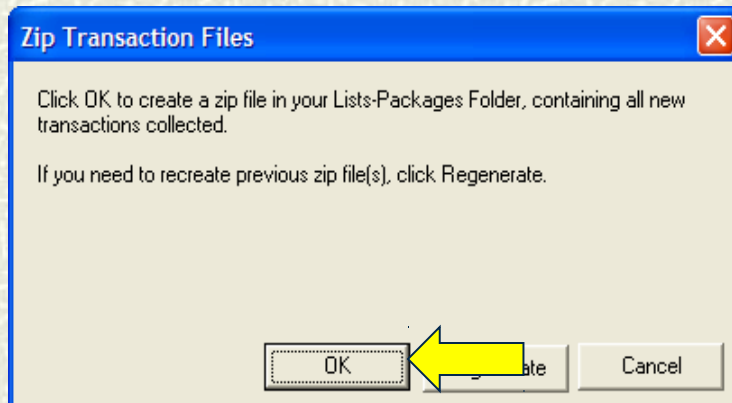 Zip Transaction Files
Click OK to create a zip file in your Lists-Packages Folder, containing all new
transactions collected.
If you need to recreate previous zip file(s), click Regenerate.
OK
Cancel